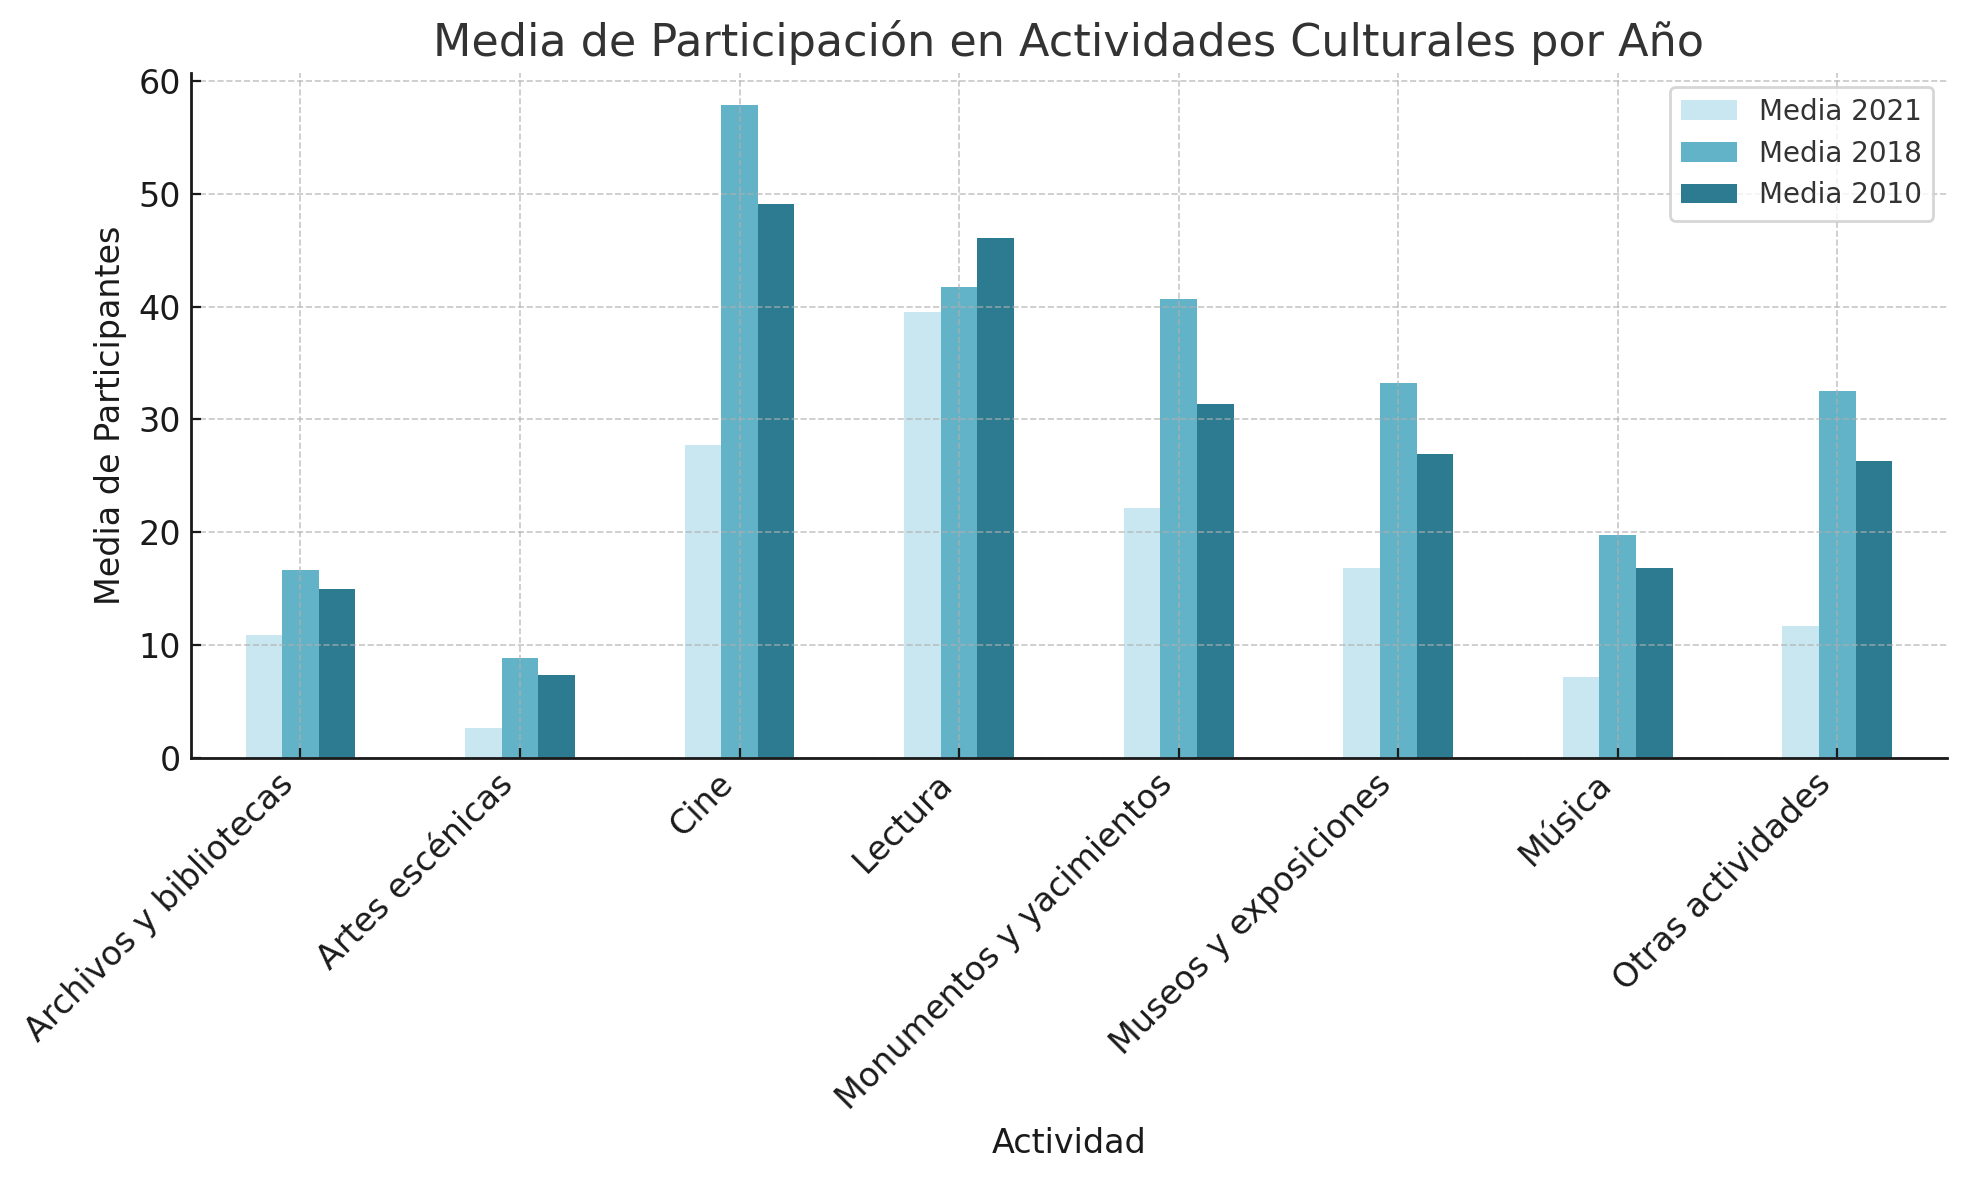 Media de Participación en Actividades Culturales por Año
Media 2021
Media 2018
Media 2010
Media de Participantes
60
50
40
30
20
10
0
Archivos y bibliotecas
Artes escénicas
Cine
Lectura
Monumentos y yacimientos
Museos y exposiciones
Música
Otras actividades
Actividad